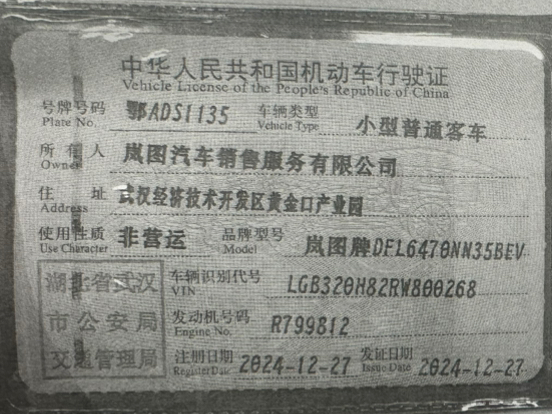 中华人民共和国机动车行驶证
Vehicle License of the People's Republic of China
号牌号码 鄂ADS1135 车辆类型 小型普通客车
Plate No. Vehicle Type
所有人 岚图汽车销售服务有限公司
Owner
住址 武汉经济技术开发区黄金口产业园
Address
使用性质 非营运 品牌型号 岚图牌DFL6470NN35BEV
Use Character Model
湖北省武汉 车辆识别代号 LGB320H82RW800268
VIN
市公安局 发动机号码 R799812
Engine No.
交通管理局 注册日期 2024-12-27 发证日期 2024-12-27
Register Date Issue Date